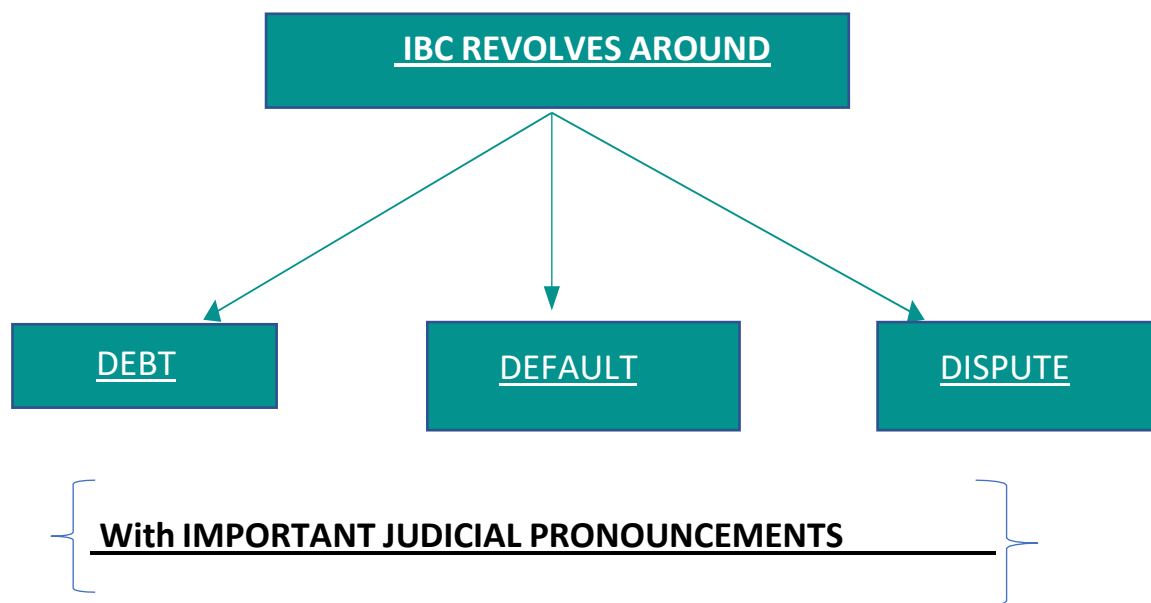 IBC REVOLVES AROUND
DEBT
DEFAULT
DISPUTE
With IMPORTANT JUDICIAL PRONOUNCEMENTS